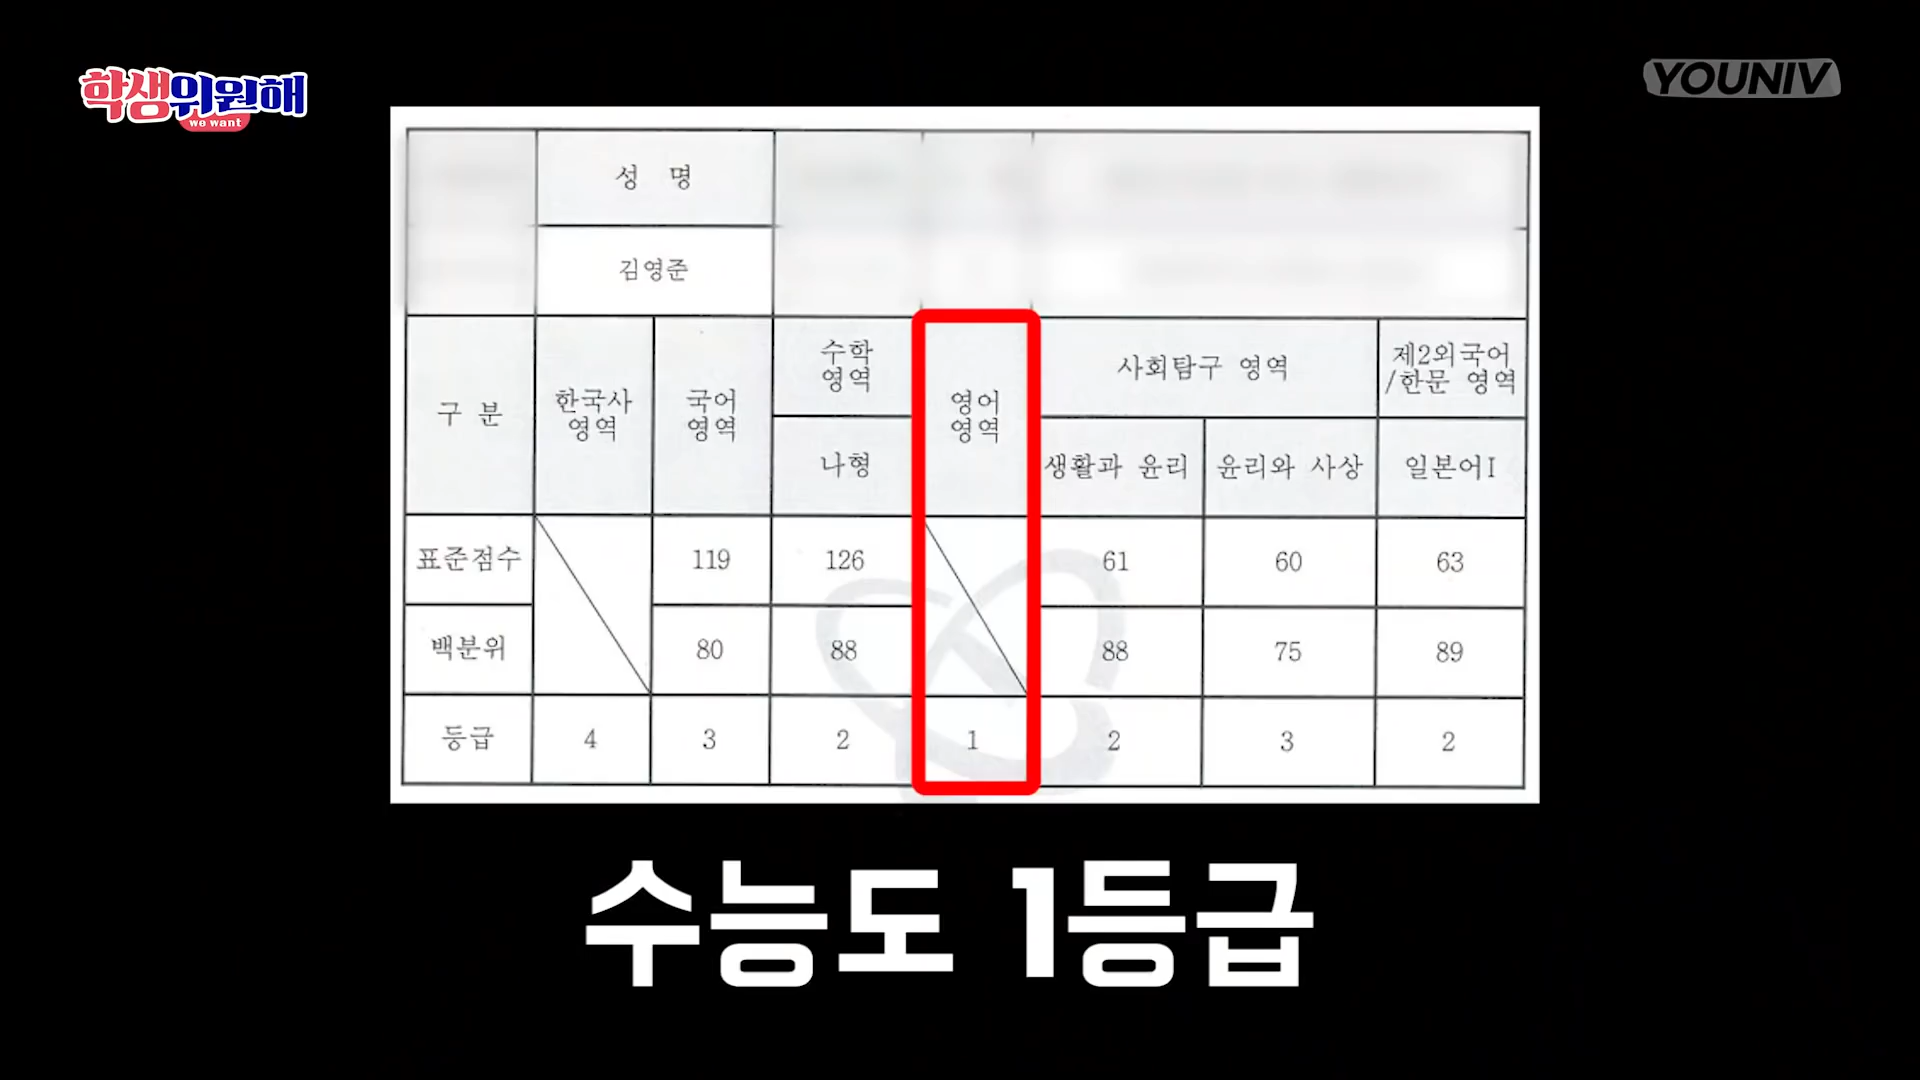 학생위원해
we want
YOUNIV
성 명
김영준
구 분
한국사
영역
국어
영역
수학
영역
나형
영어
영역
사회탐구 영역
생활과 윤리
윤리와 사상
제2외국어
/한문 영역
일본어Ⅰ
표준점수 119 126 61 60 63
백분위 80 88 88 75 89
등급 4 3 2 1 2 3 2
수능도 1등급